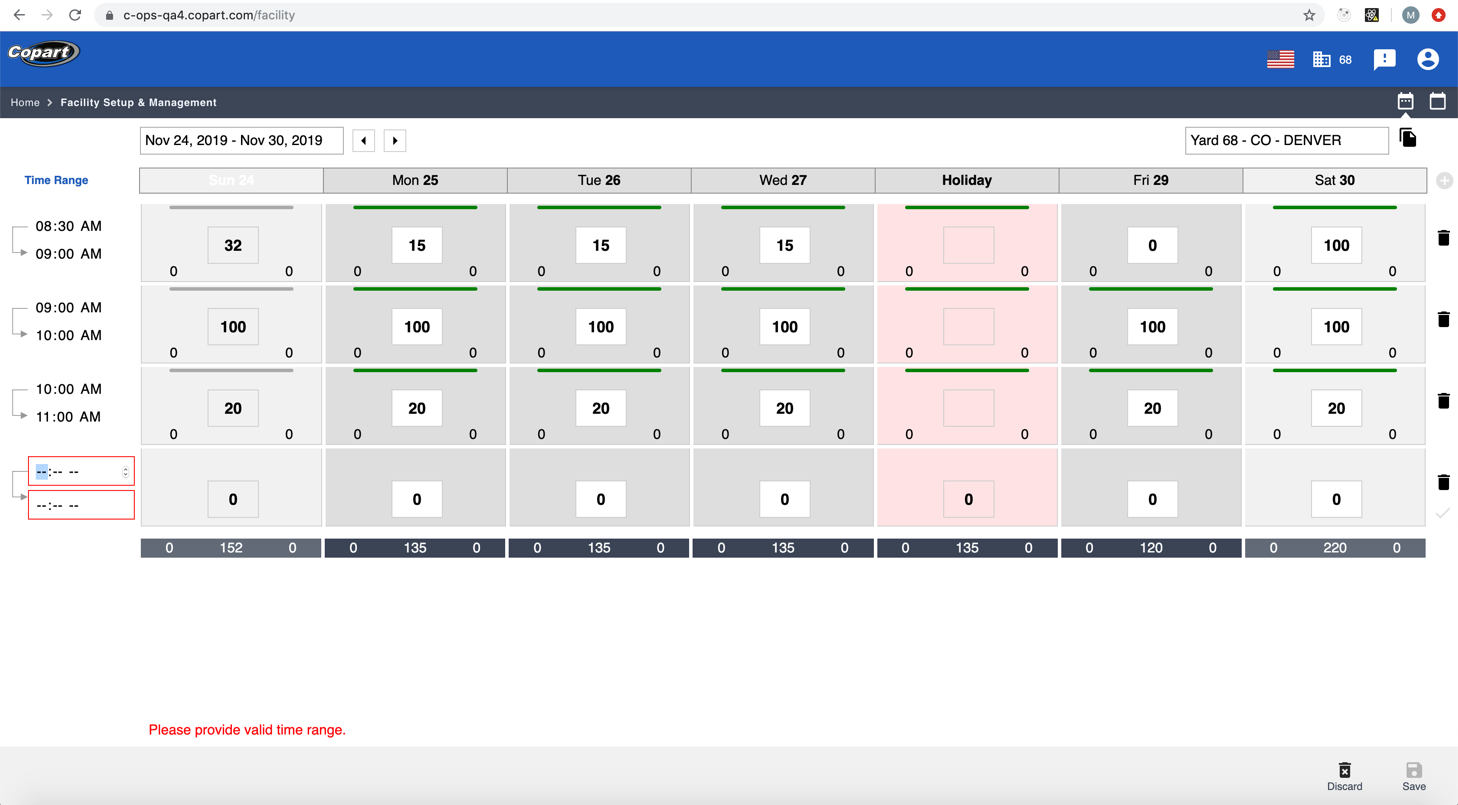 c-ops-qa4.copart.com/facility
M
Copart
68
Home > Facility Setup & Management
Nov 24, 2019 - Nov 30, 2019
Yard 68 - CO - DENVER
Time Range
Sun 24
Mon 25
Tue 26
Wed 27
Holiday
Fri 29
Sat 30
08:30 AM
09:00 AM
32 15 15 15 0 100
0 0 0 0 0 0 0 0 0 0 0 0 0 0
09:00 AM
10:00 AM
100 100 100 100 100 100
0 0 0 0 0 0 0 0 0 0 0 0 0 0
10:00 AM
11:00 AM
20 20 20 20 20 20
0 0 0 0 0 0 0 0 0 0 0 0 0 0
--:-- --
--:-- --
0 0 0 0 0 0 0
0 152 0 0 135 0 0 135 0 0 135 0 0 135 0 0 120 0 0 220 0
Please provide valid time range.
Discard
Save